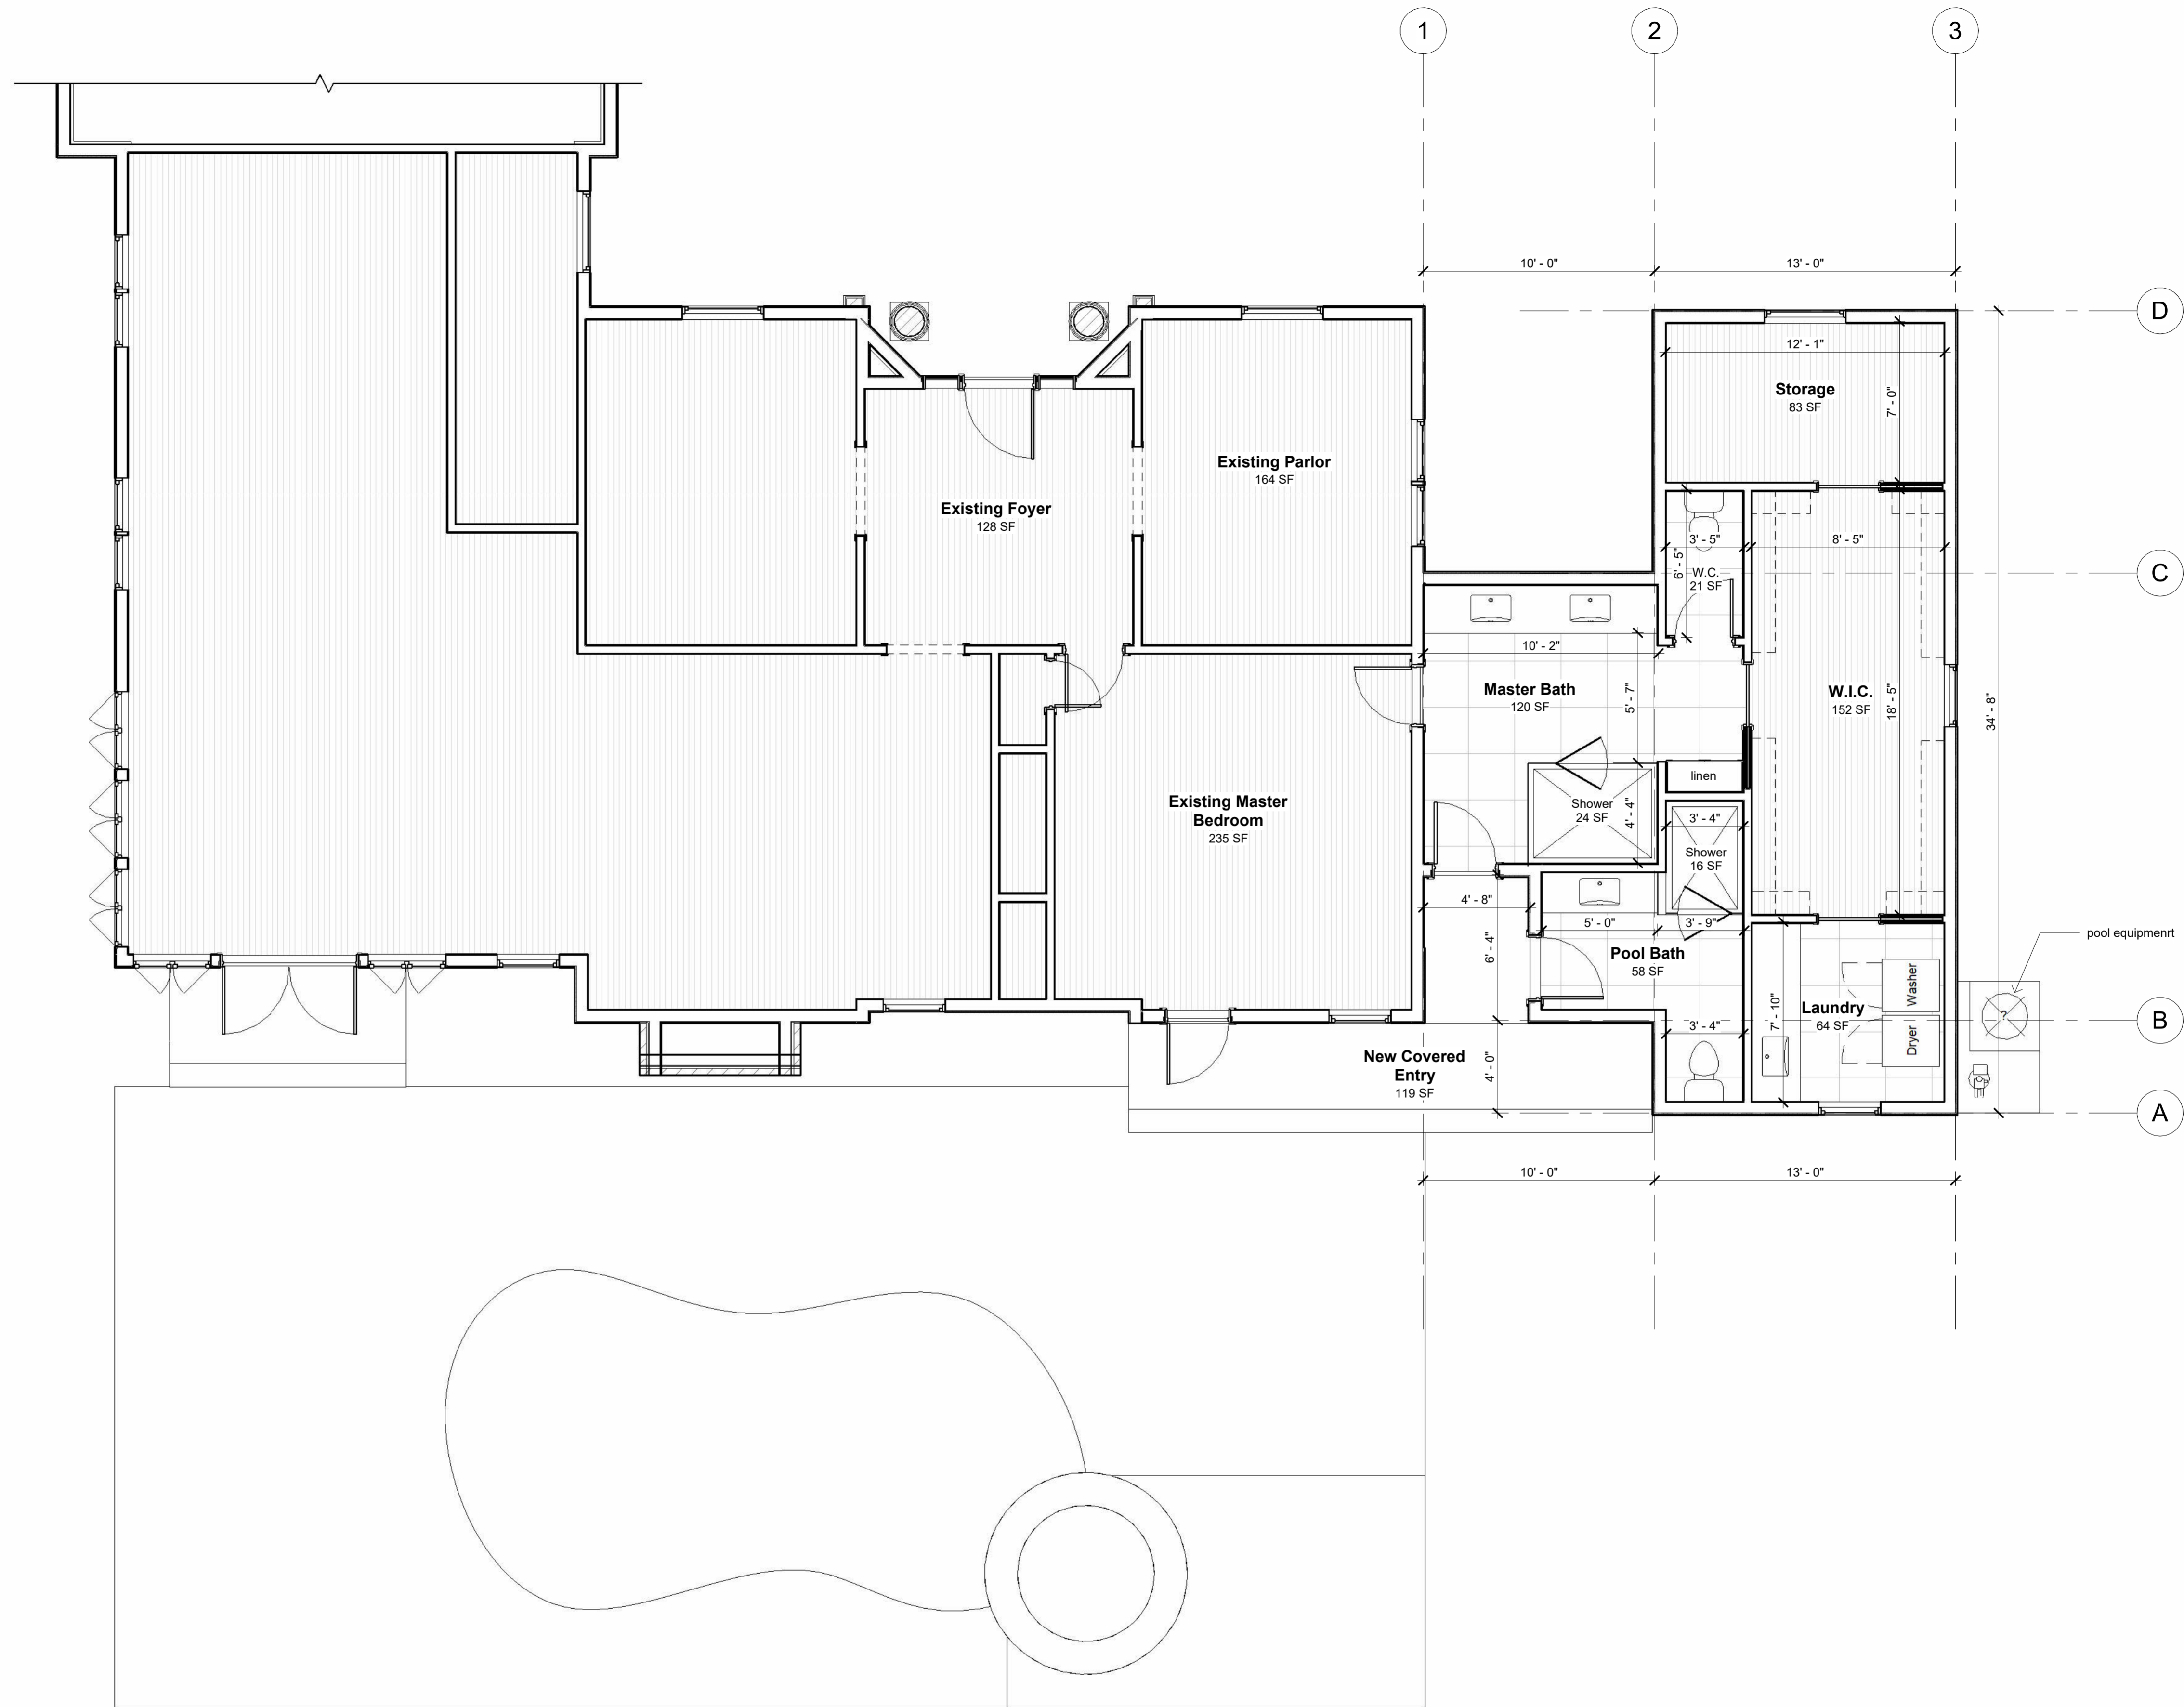 1
2
3
10' - 0"
13' - 0"
D
12' - 1"
Storage
83 SF
7' - 0"
Existing Parlor
164 SF
Existing Foyer
128 SF
3' - 5"
8' - 5"
6' - 5"
W.C.
21 SF
C
10' - 2"
Master Bath
120 SF
5' - 7"
W.I.C.
152 SF
18' - 5"
34' - 8"
linen
Existing Master
Bedroom
235 SF
Shower
24 SF
4' - 4"
3' - 4"
Shower
16 SF
4' - 8"
5' - 0"
3' - 9"
pool equipmenrt
6' - 4"
Pool Bath
58 SF
Washer
Laundry
64 SF
7' - 10"
Dryer
?
B
3' - 4"
New Covered
Entry
119 SF
4' - 0"
A
10' - 0"
13' - 0"